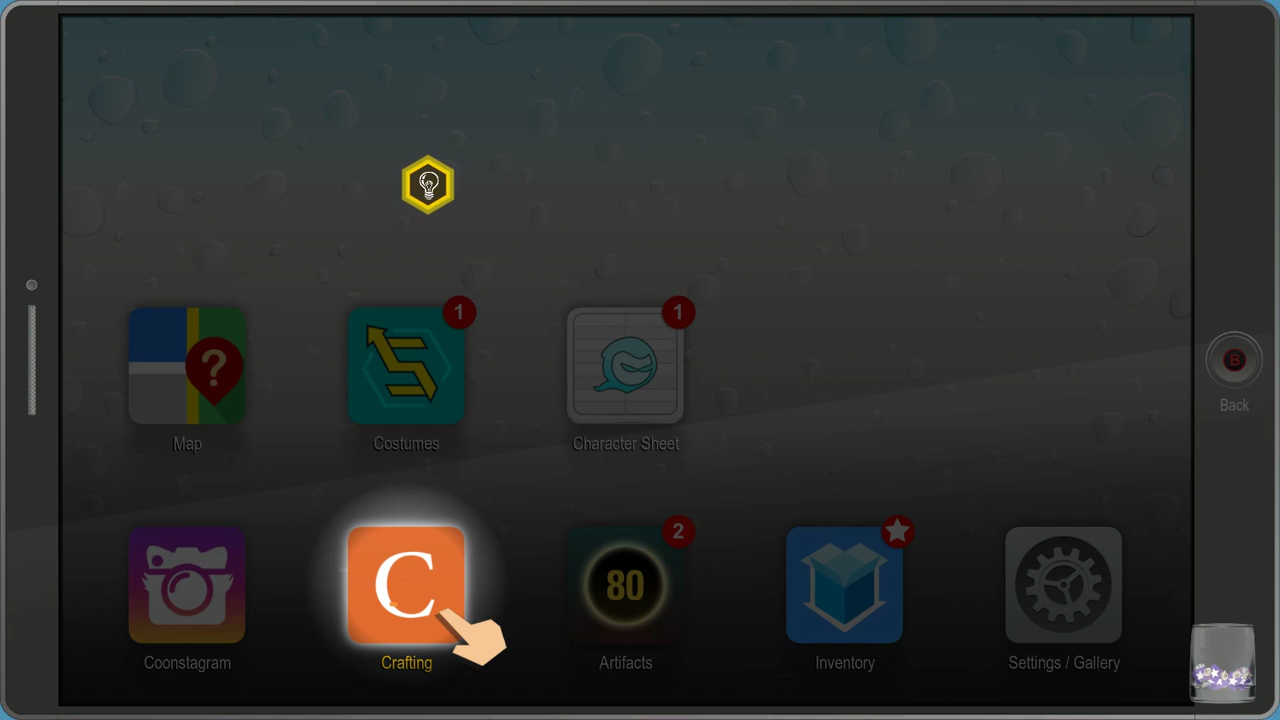 1
1
?
B
Map
Costumes
Character Sheet
Back
2
C
80
Coonstagram
Crafting
Artifacts
Inventory
Settings / Gallery